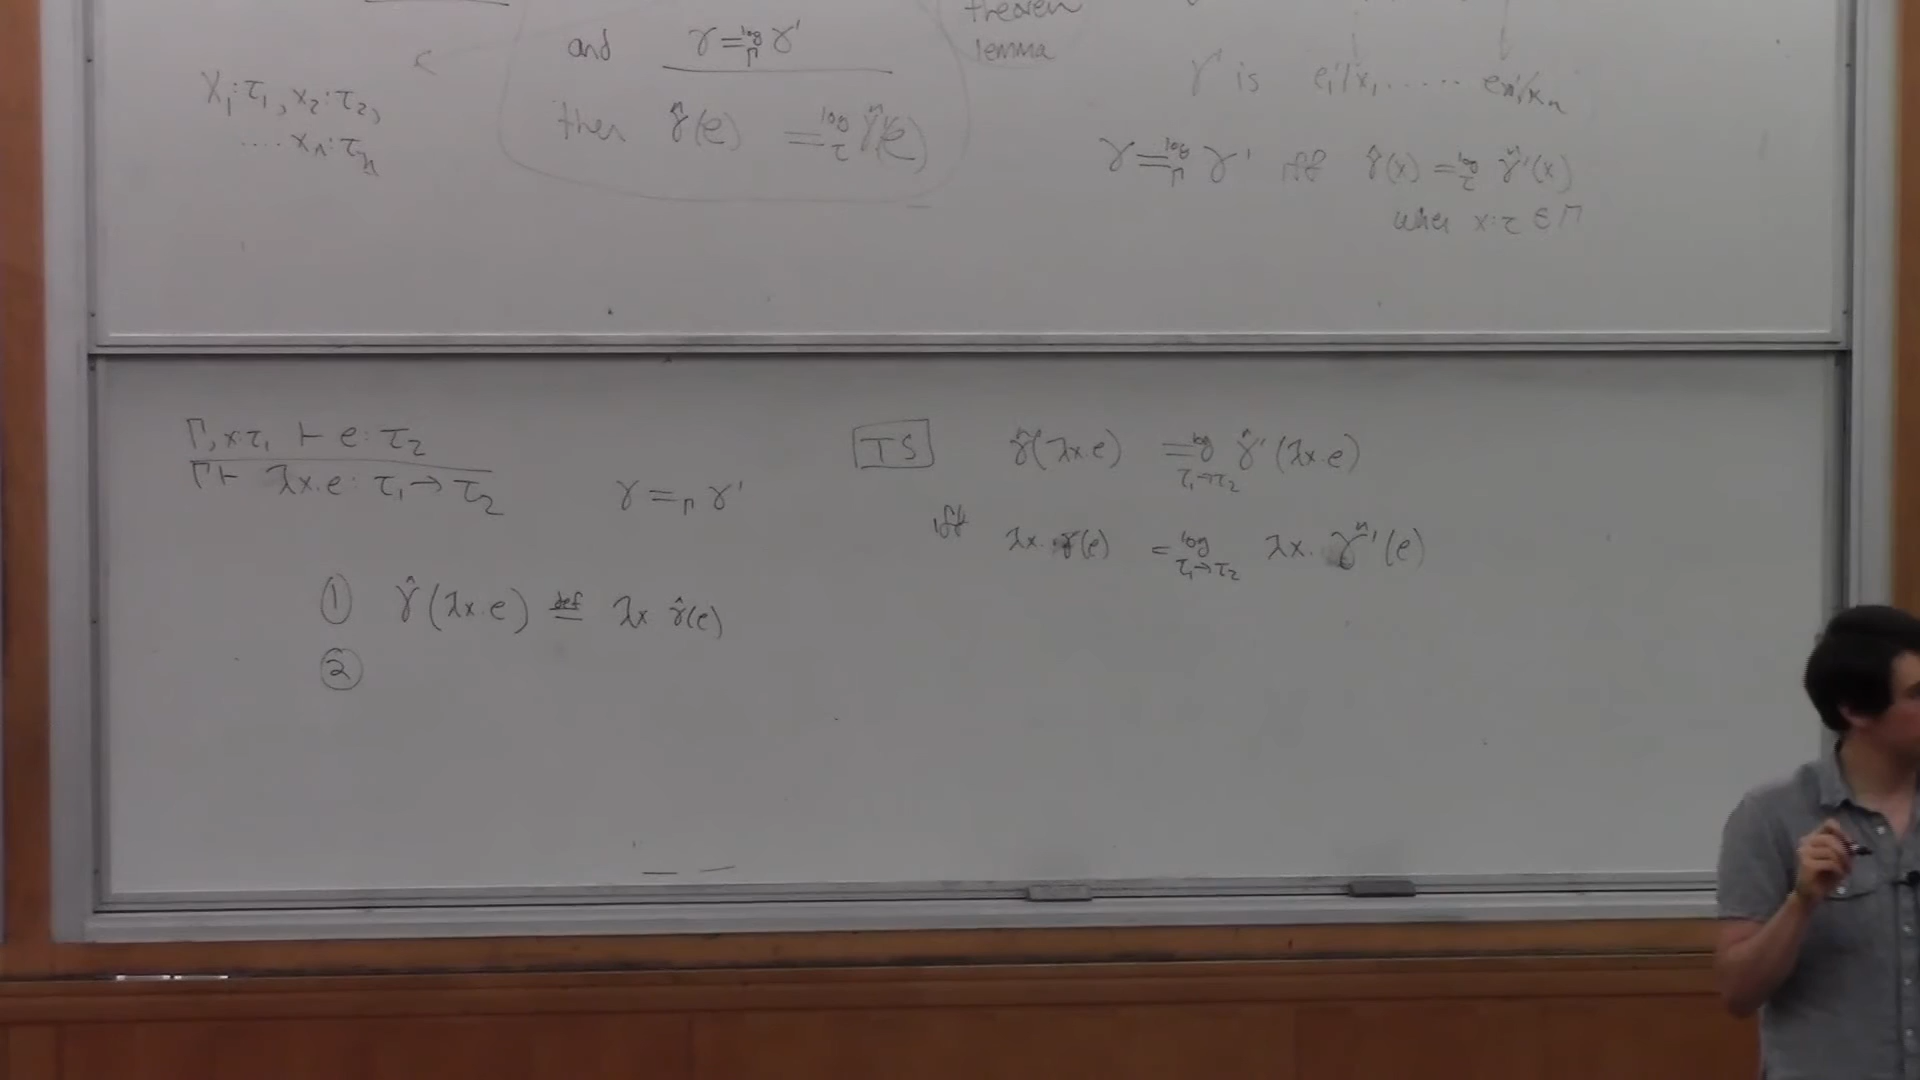 and γ =^log_Γ γ'
then γ̂(e) =^log_τ γ̂'(e)
x₁:τ₁, x₂:τ₂,
.... xₙ:τₙ
theorem
lemma
γ' is e₁'/x₁ ...... eₙ'/xₙ
γ =^log_Γ γ' iff γ̂(x) =^log_τ γ̂'(x)
when x:τ ∈ Γ
Γ, x:τ₁ ⊢ e: τ₂
Γ ⊢ λx.e: τ₁ → τ₂
γ =_Γ γ'
① γ̂(λx.e) =^def λx γ̂(e)
②
TS γ̂(λx.e) =^log_τ₁→τ₂ γ̂'(λx.e)
iff λx. γ(e) =^log_τ₁→τ₂ λx. γ̂'(e)